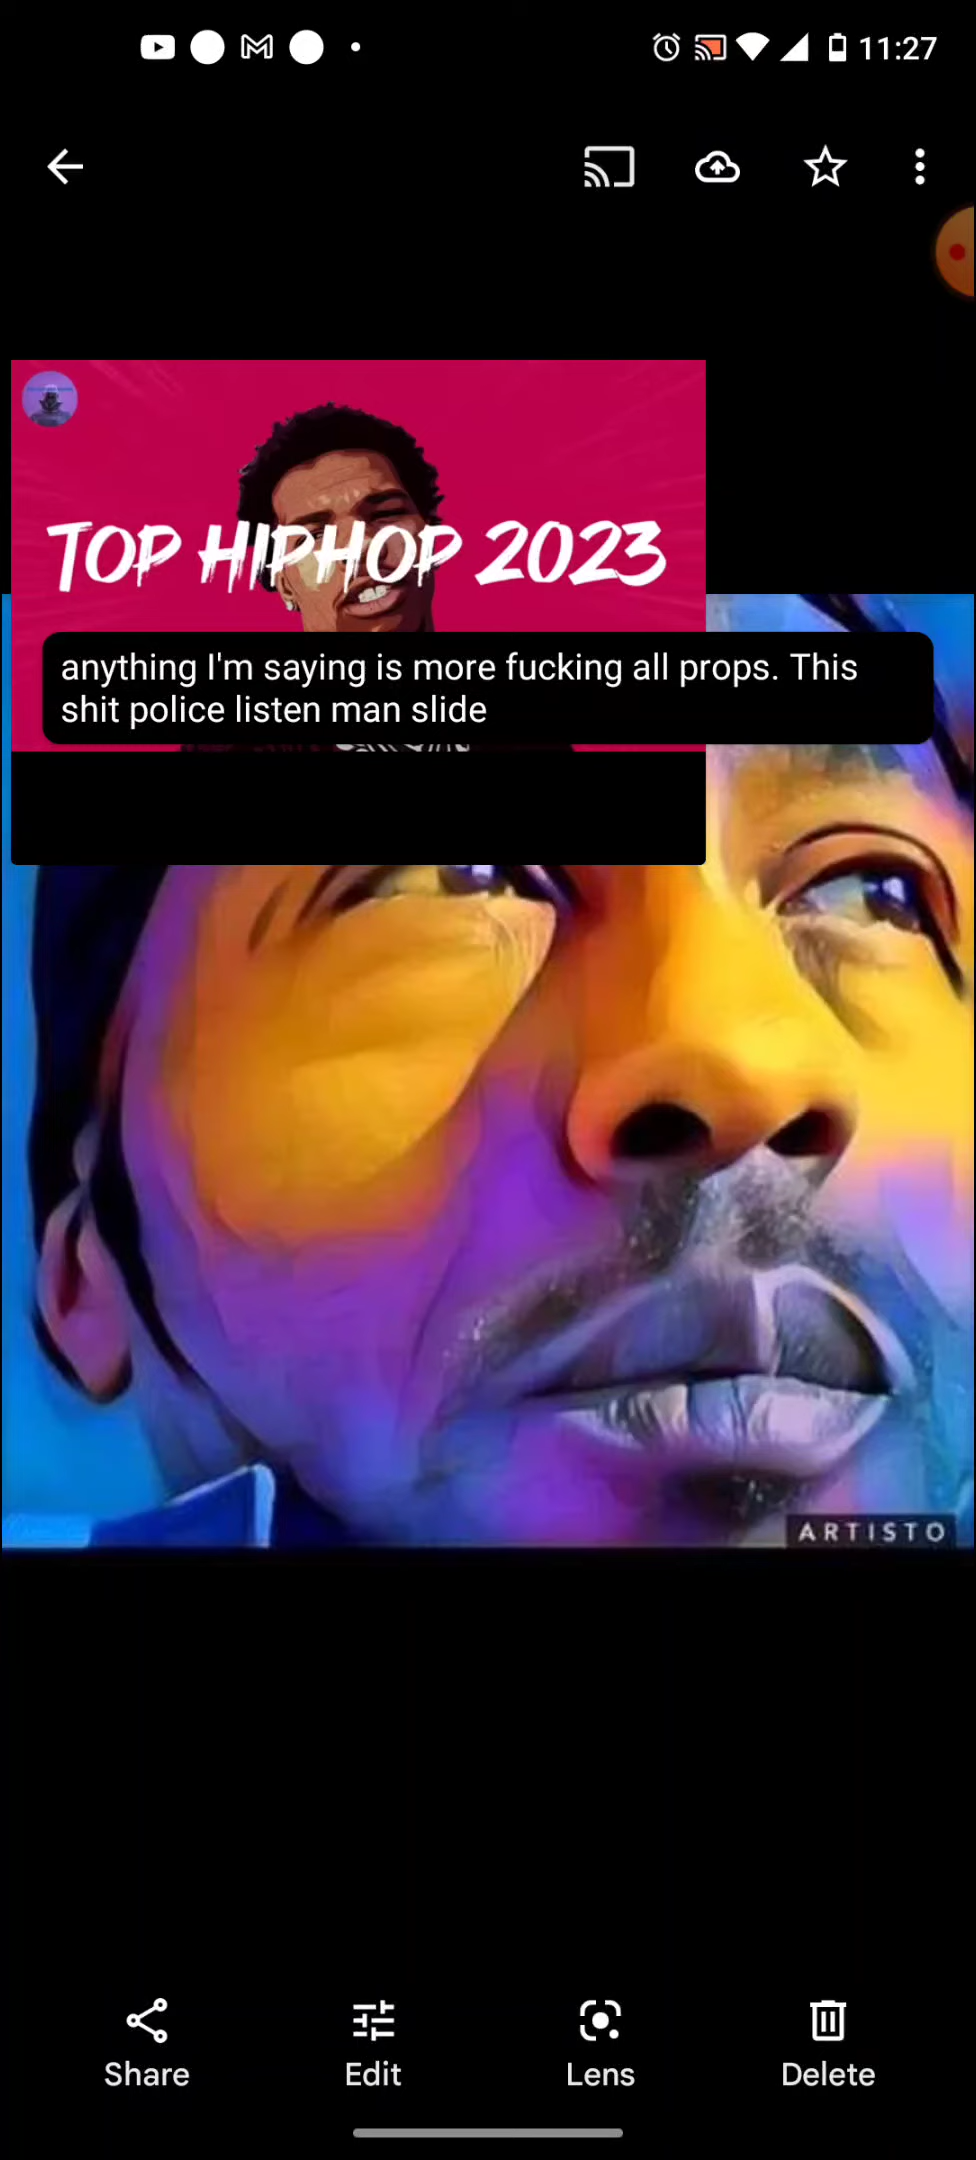 11:27
TOP HIPHOP 2023
anything I'm saying is more fucking all props. This
shit police listen man slide
ARTISTO
Share Edit Lens Delete